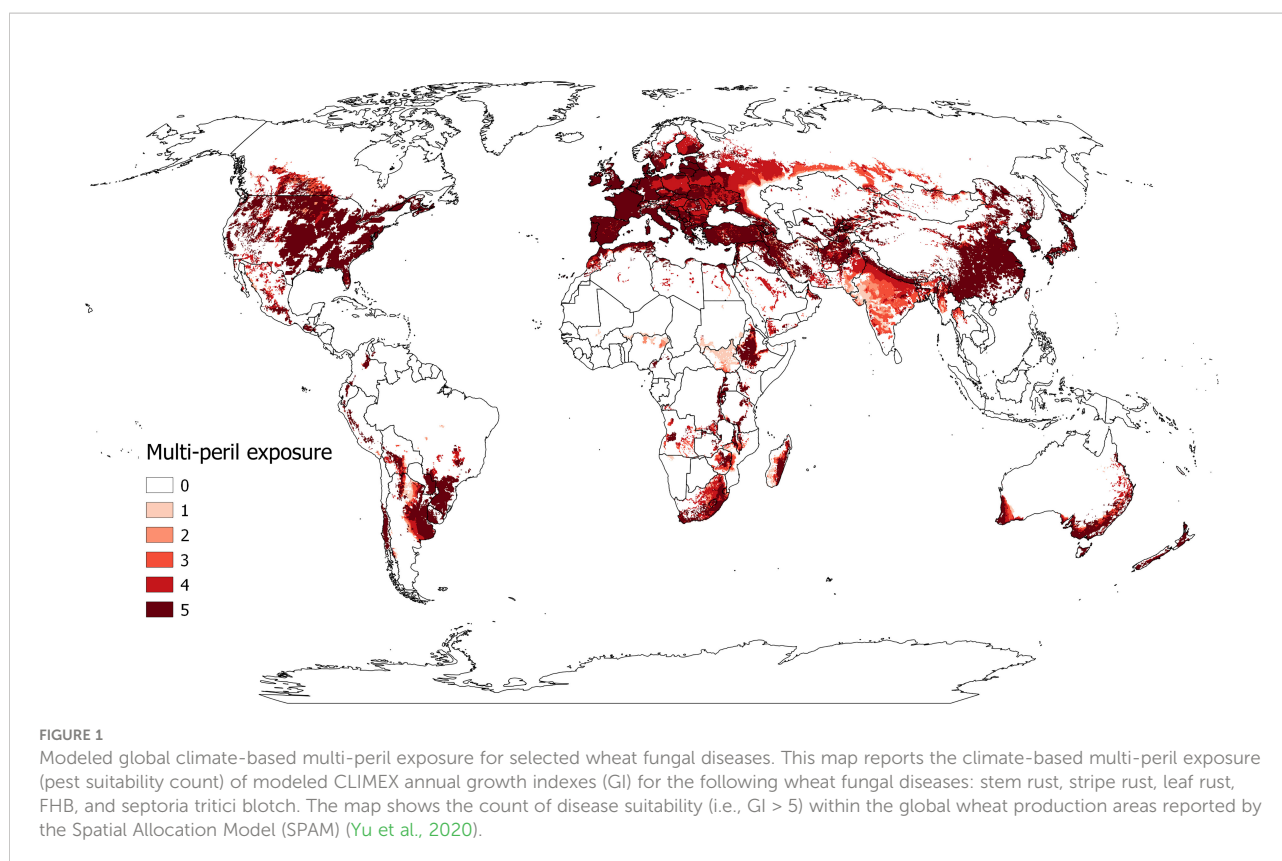 Multi-peril exposure
0
1
2
3
4
5
FIGURE 1
Modeled global climate-based multi-peril exposure for selected wheat fungal diseases. This map reports the climate-based multi-peril exposure
(pest suitability count) of modeled CLIMEX annual growth indexes (GI) for the following wheat fungal diseases: stem rust, stripe rust, leaf rust,
FHB, and septoria tritici blotch. The map shows the count of disease suitability (i.e., GI > 5) within the global wheat production areas reported by
the Spatial Allocation Model (SPAM) (Yu et al., 2020).